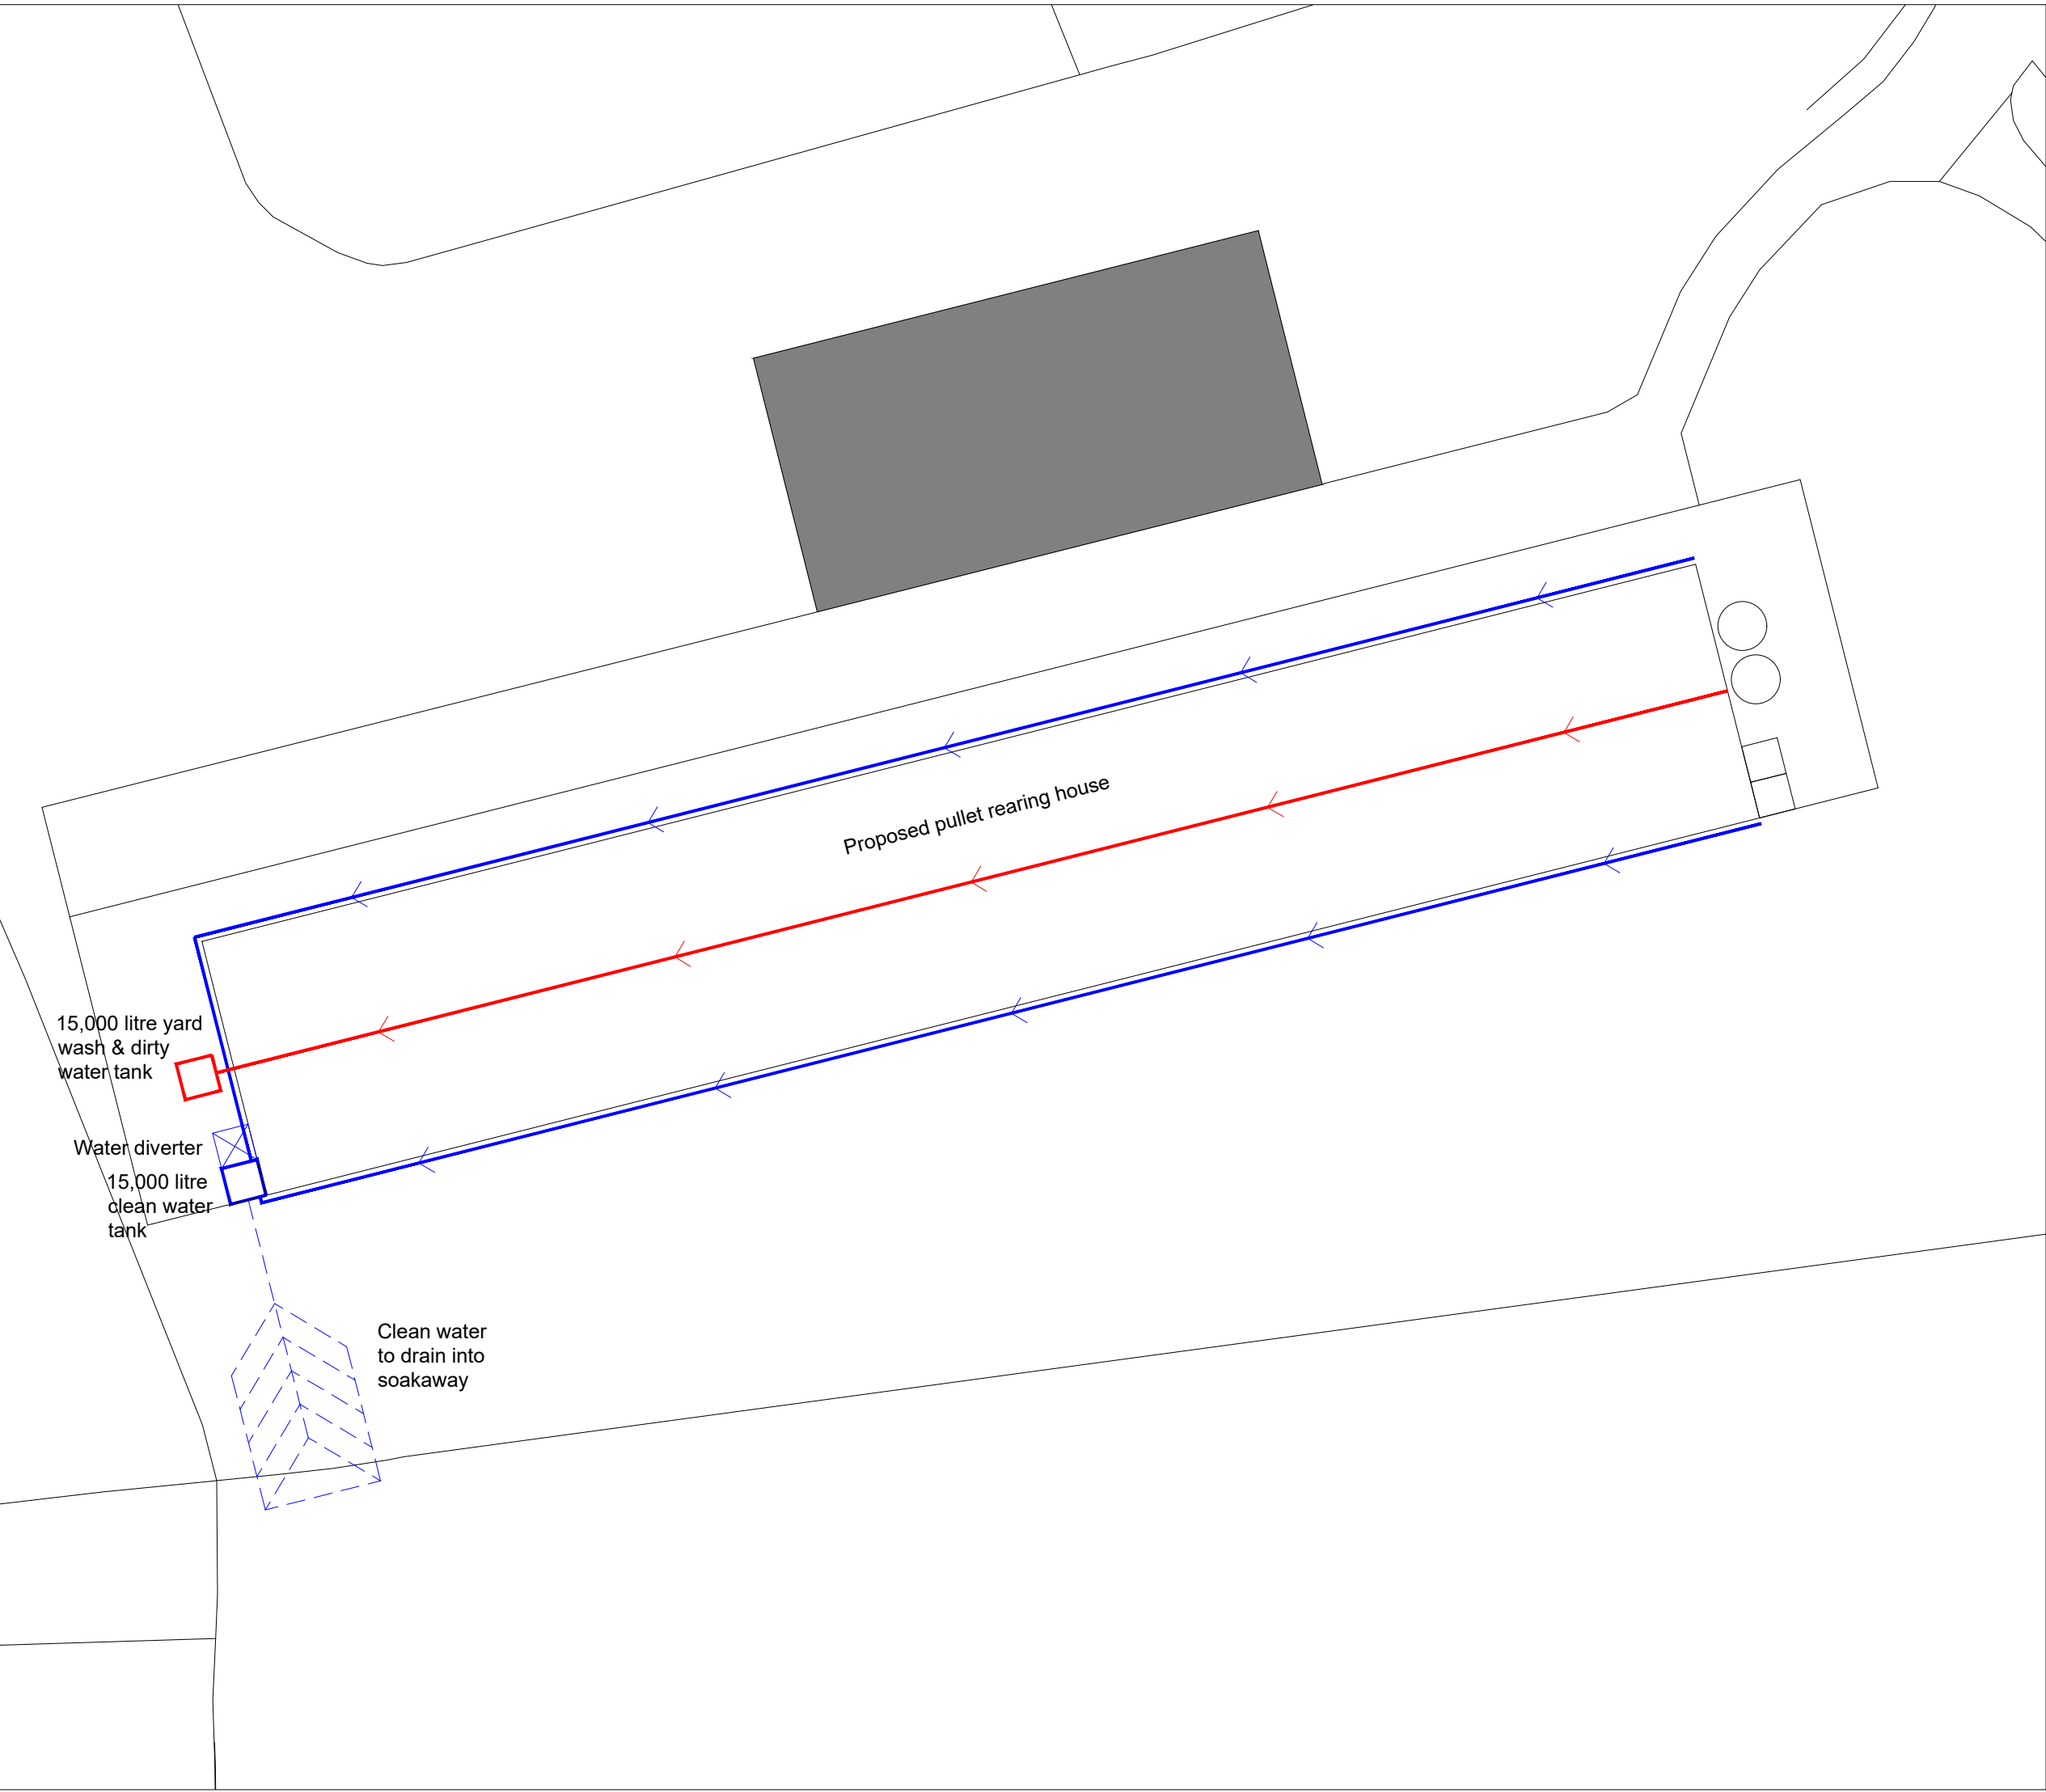 Proposed pullet rearing house
15,000 litre yard
wash & dirty
water tank
Water diverter
15,000 litre
clean water
tank
Clean water
to drain into
soakaway